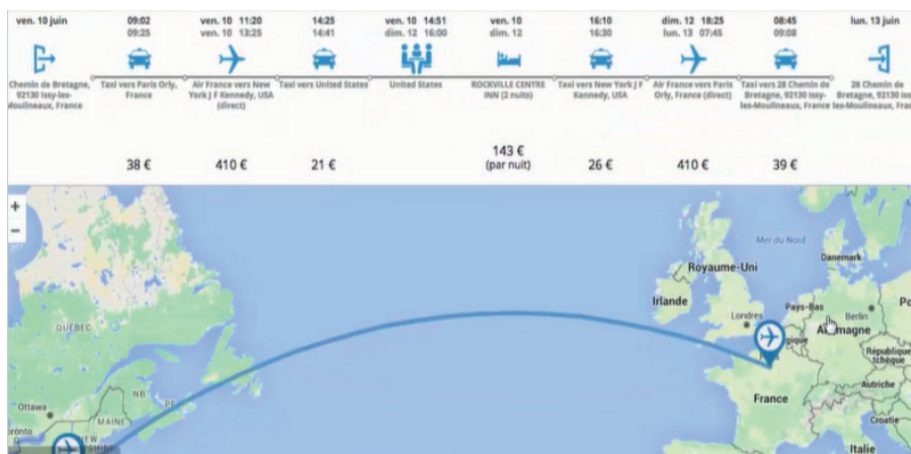 ven. 10 juin
09:02
09:25
ven. 10 11:20
ven. 10 13:25
14:25
14:41
ven. 10 14:51
dim. 12 16:00
ven. 10
dim. 12
16:10
16:30
dim. 12 18:25
lun. 13 07:45
08:45
09:08
lun. 13 juin
Chemin de Bretagne,
92130 Issy-les-
Moulineaux, France
Taxi vers Paris Orly,
France
Air France vers New
York J F Kennedy, USA
(direct)
Taxi vers United States
United States
ROCKVILLE CENTRE
INN (2 nuits)
Taxi vers New York J F
Kennedy, USA
Air France vers Paris
Orly, France (direct)
Taxi vers 28 Chemin de
Bretagne, 92130 Issy-
les-Moulineaux, France
28 Chemin de
Bretagne, 92130 Issy-
les-Moulineaux, Fran
38 €
410 €
21 €
143 €
(par nuit)
26 €
410 €
39 €
+
−
Mer du Nord
Danemark
Royaume-Uni
Irlande
Londres
Pays-Bas
Berlin
Po
Allemagne
gique
République
tchèque
QUÉBEC
France
Autriche
Croatie
Italie
Ottawa
oronto
NB
PE
MAINE
NEW